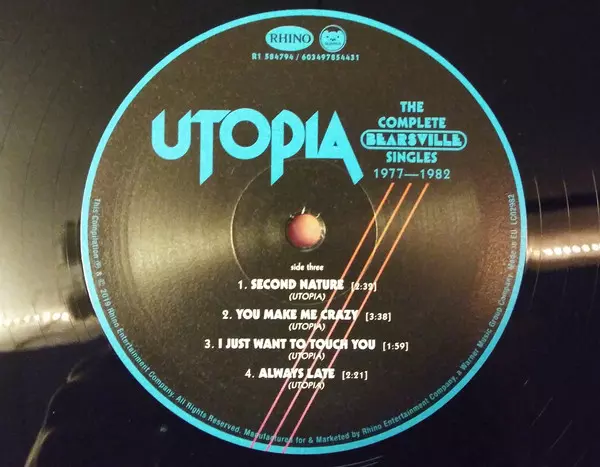 RHINO
R1 584794 / 603497854431
UTOPIA
THE
COMPLETE
BEARSVILLE
SINGLES
1977—1982
side three
1. SECOND NATURE [2:39]
(UTOPIA)
2. YOU MAKE ME CRAZY [3:38]
(UTOPIA)
3. I JUST WANT TO TOUCH YOU [1:59]
(UTOPIA)
4. ALWAYS LATE [2:21]
(UTOPIA)
This Compilation ℗ & © 2019 Rhino Entertainment Company. All Rights Reserved. Manufactured for & Marketed by Rhino Entertainment Company, a Warner Music Group Company. Made in EU. LC02982